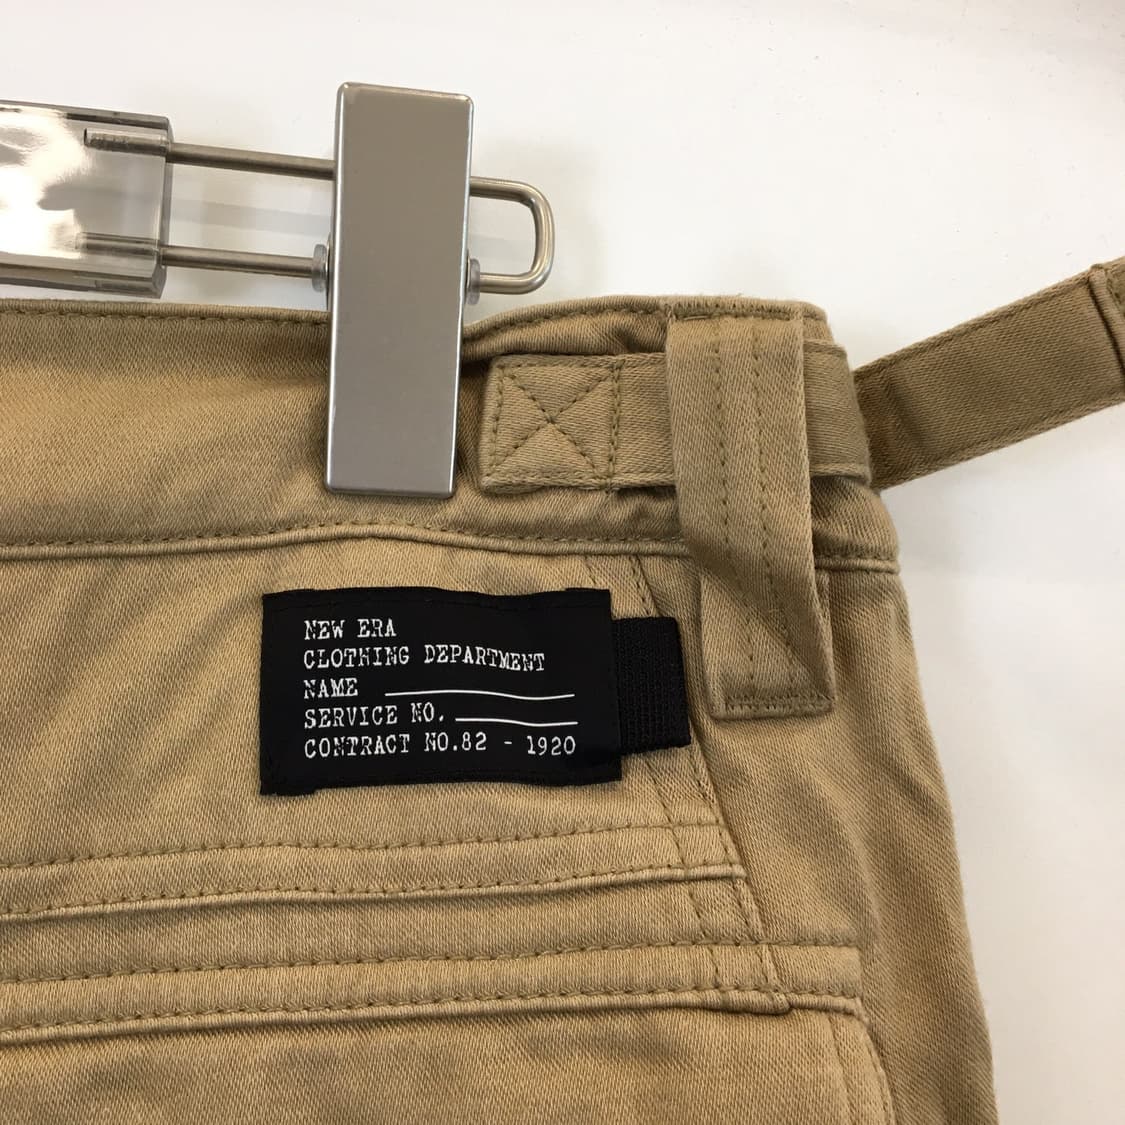 NEW ERA
CLOTHING DEPARTMENT
NAME
SERVICE NO.
CONTRACT NO.82 - 1920